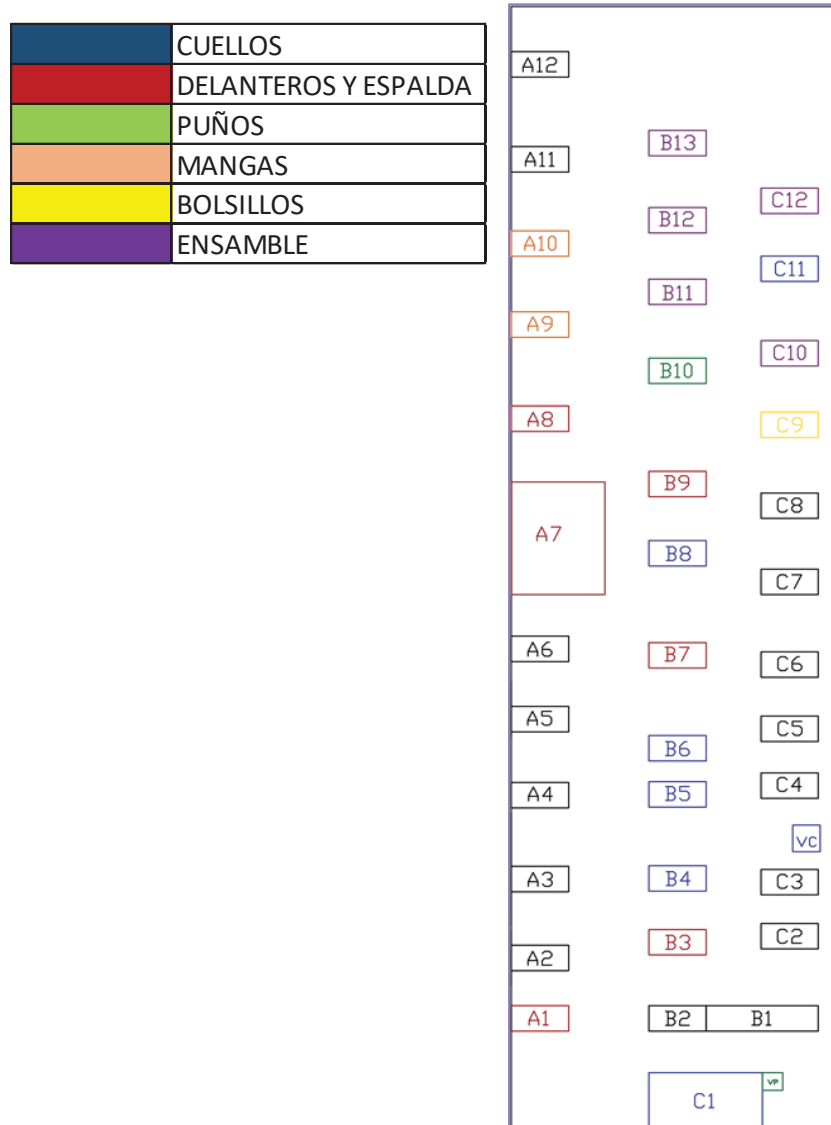 CUELLOS
DELANTEROS Y ESPALDA
PUÑOS
MANGAS
BOLSILLOS
ENSAMBLE
A12
B13
A11
C12
B12
A10
C11
B11
A9
C10
B10
A8
C9
B9
C8
A7
B8
C7
A6
B7
C6
A5
C5
B6
C4
A4
B5
VC
A3
B4
C3
C2
B3
A2
A1
B2
B1
VP
C1